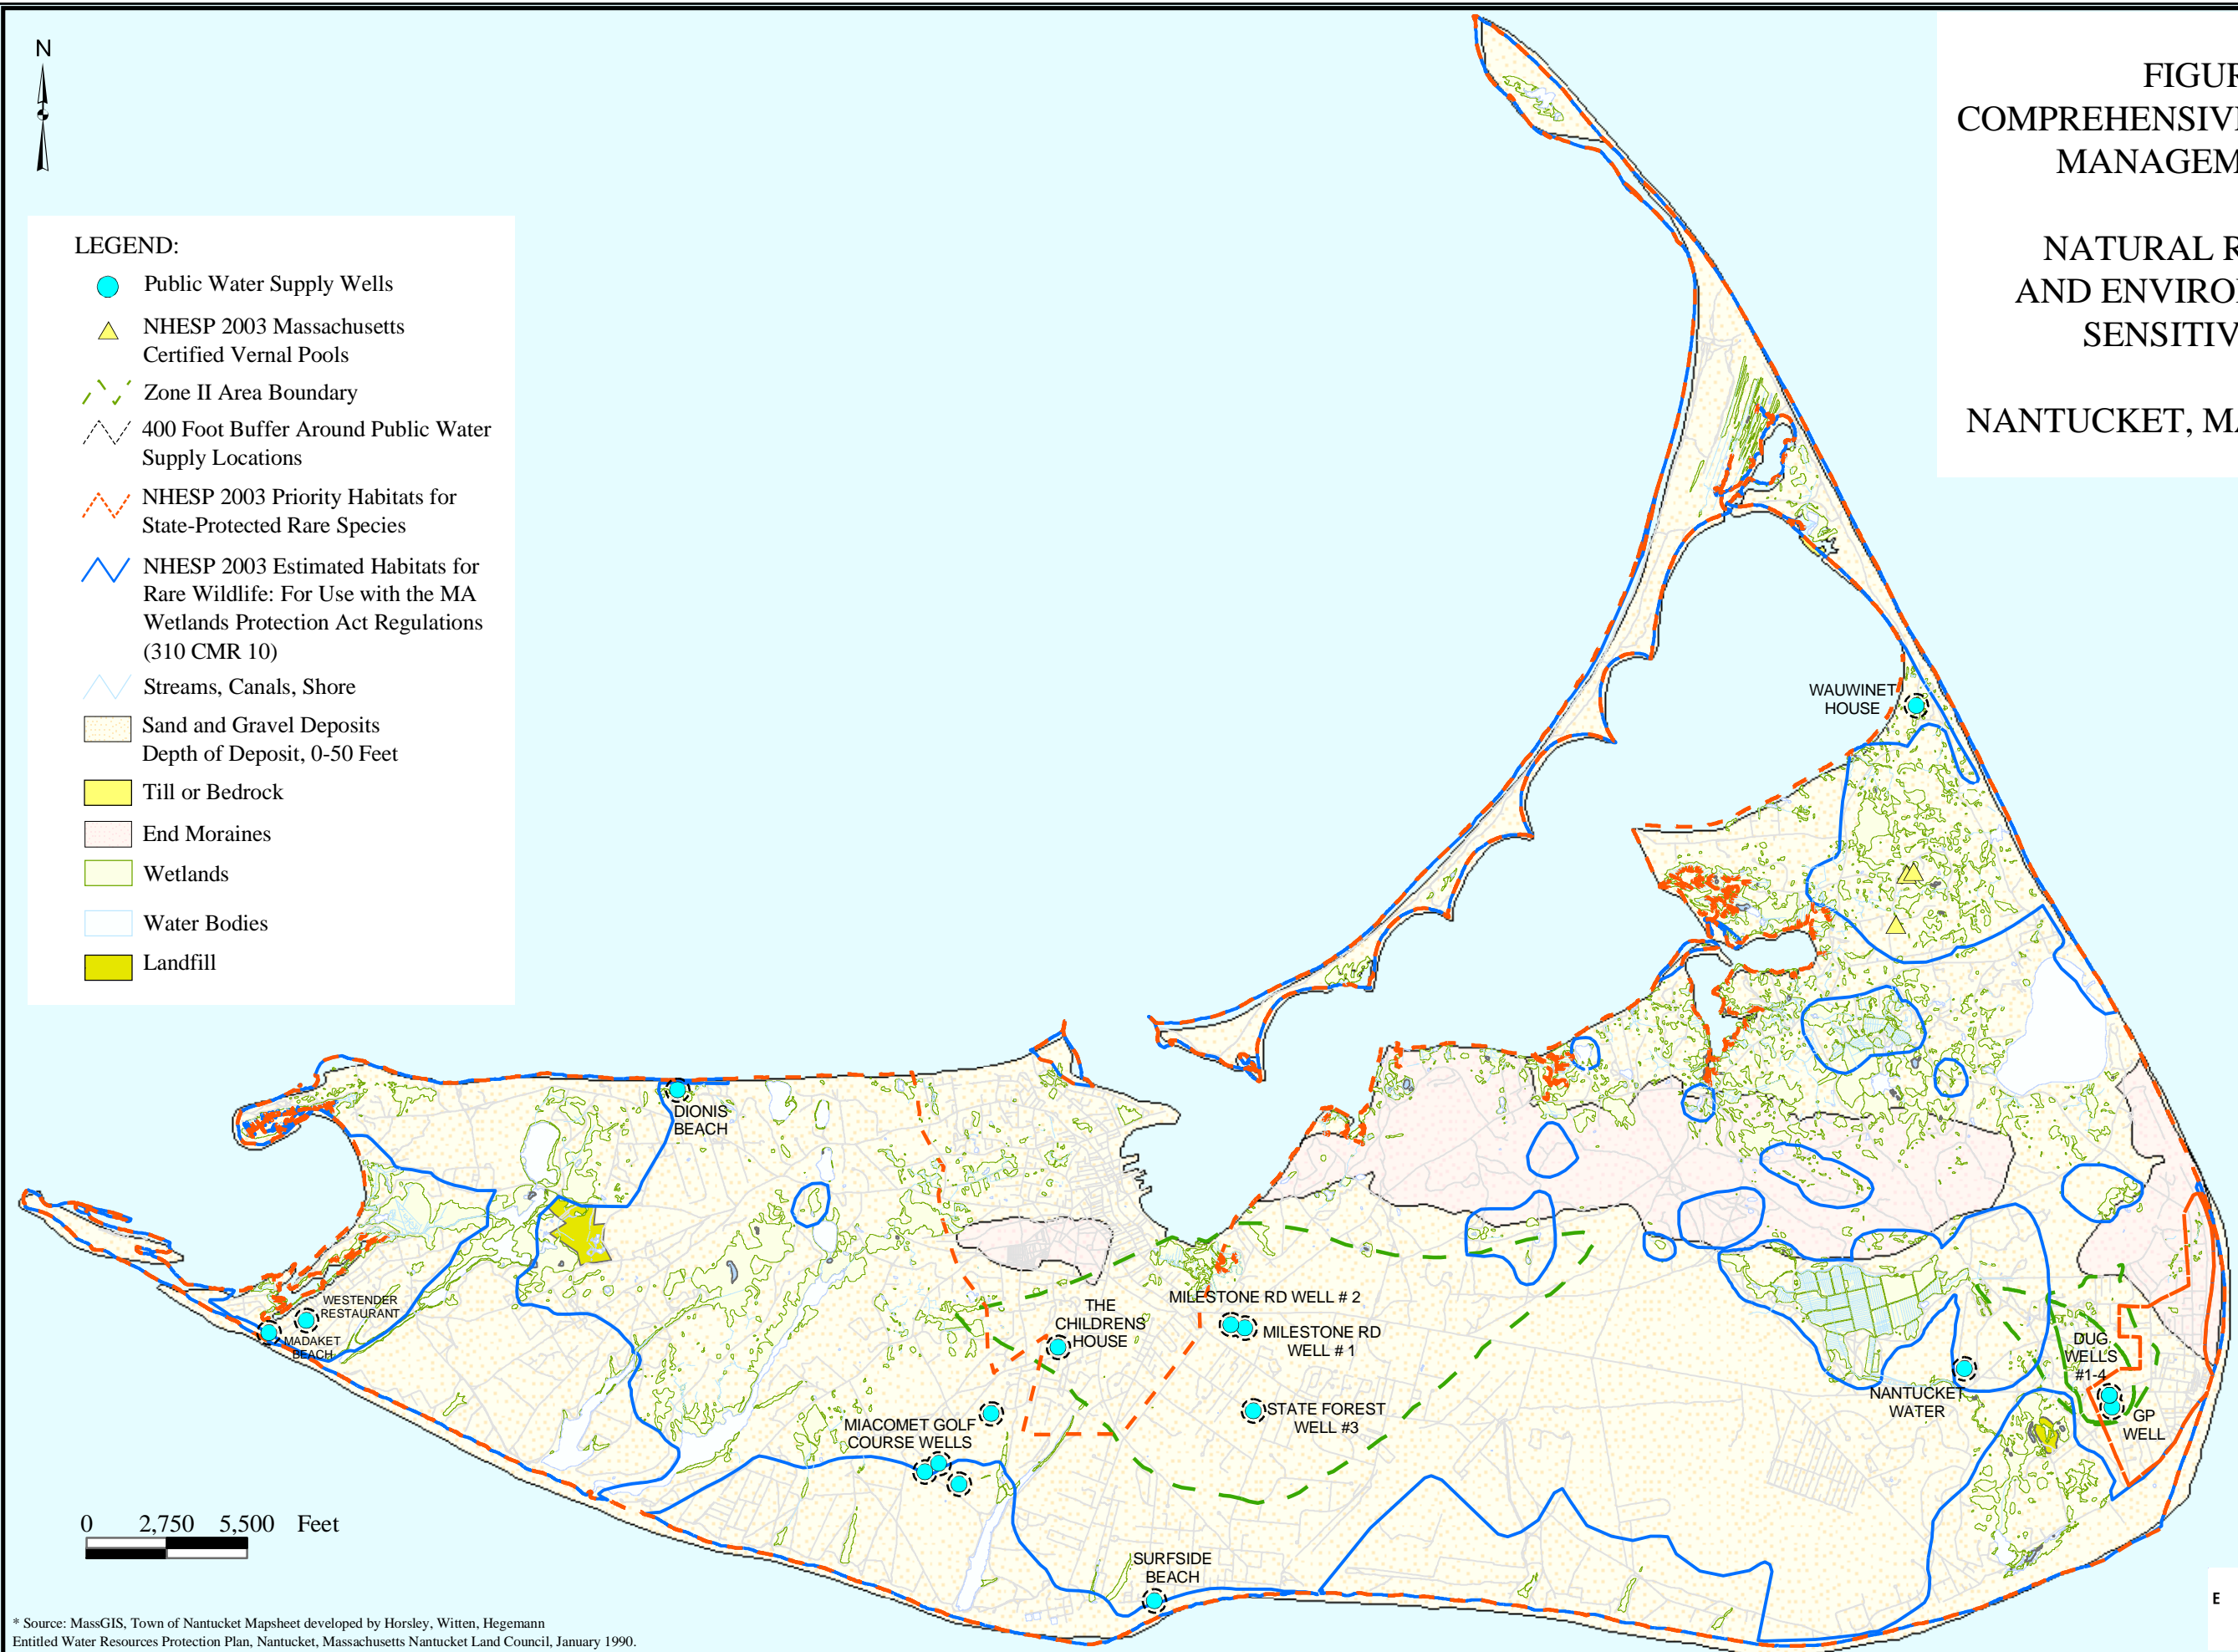 N
FIGUR
COMPREHENSIV
MANAGEM
NATURAL R
AND ENVIRO
SENSITIV
NANTUCKET, MA
LEGEND:
Public Water Supply Wells
NHESP 2003 Massachusetts
Certified Vernal Pools
Zone II Area Boundary
400 Foot Buffer Around Public Water
Supply Locations
NHESP 2003 Priority Habitats for
State-Protected Rare Species
NHESP 2003 Estimated Habitats for
Rare Wildlife: For Use with the MA
Wetlands Protection Act Regulations
(310 CMR 10)
Streams, Canals, Shore
Sand and Gravel Deposits
Depth of Deposit, 0-50 Feet
Till or Bedrock
End Moraines
Wetlands
Water Bodies
Landfill
WAUWINET
HOUSE
DIONIS
BEACH
WESTENDER
RESTAURANT
MADAKET
BEACH
THE
CHILDRENS
HOUSE
MILESTONE RD WELL # 2
MILESTONE RD
WELL # 1
STATE FOREST
WELL #3
MIACOMET GOLF
COURSE WELLS
DUG
WELLS
#1-4
NANTUCKET
WATER
GP
WELL
SURFSIDE
BEACH
0 2,750 5,500 Feet
* Source: MassGIS, Town of Nantucket Mapsheet developed by Horsley, Witten, Hegemann
Entitled Water Resources Protection Plan, Nantucket, Massachusetts Nantucket Land Council, January 1990.
E